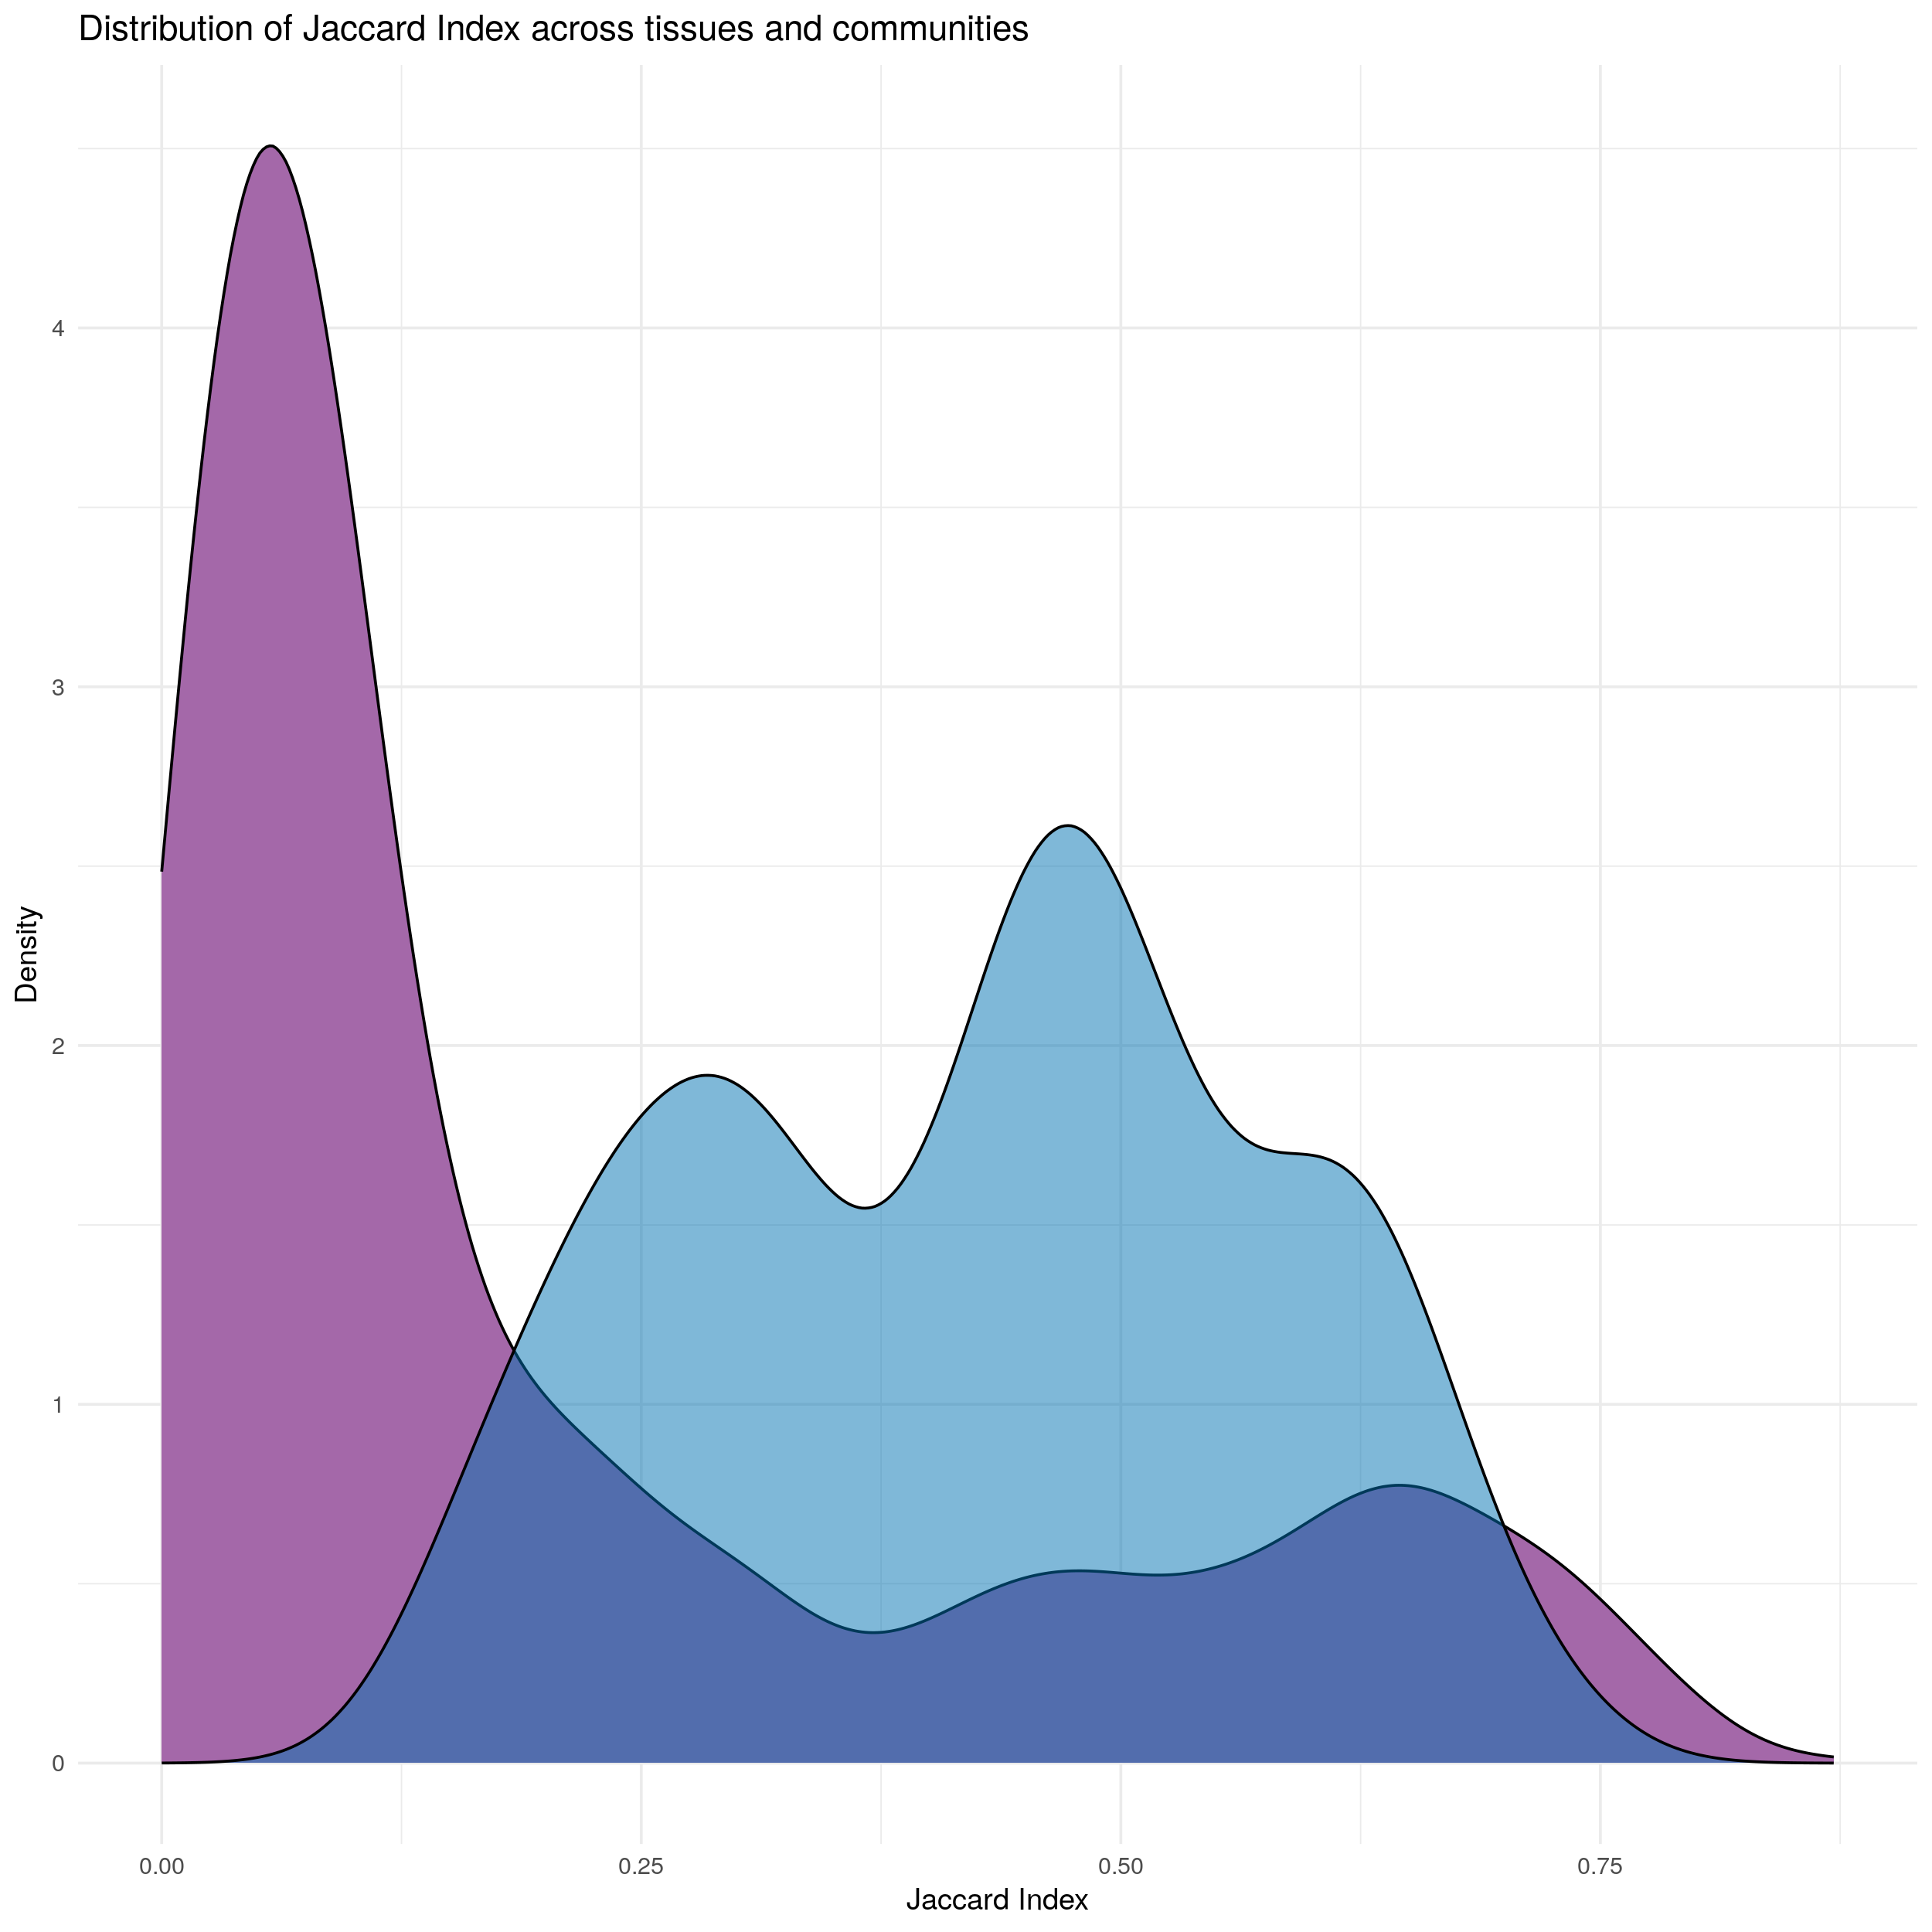 Distribution of Jaccard Index across tissues and communities
Density
4
3
2
1
0
0.00 0.25 0.50 0.75
Jaccard Index